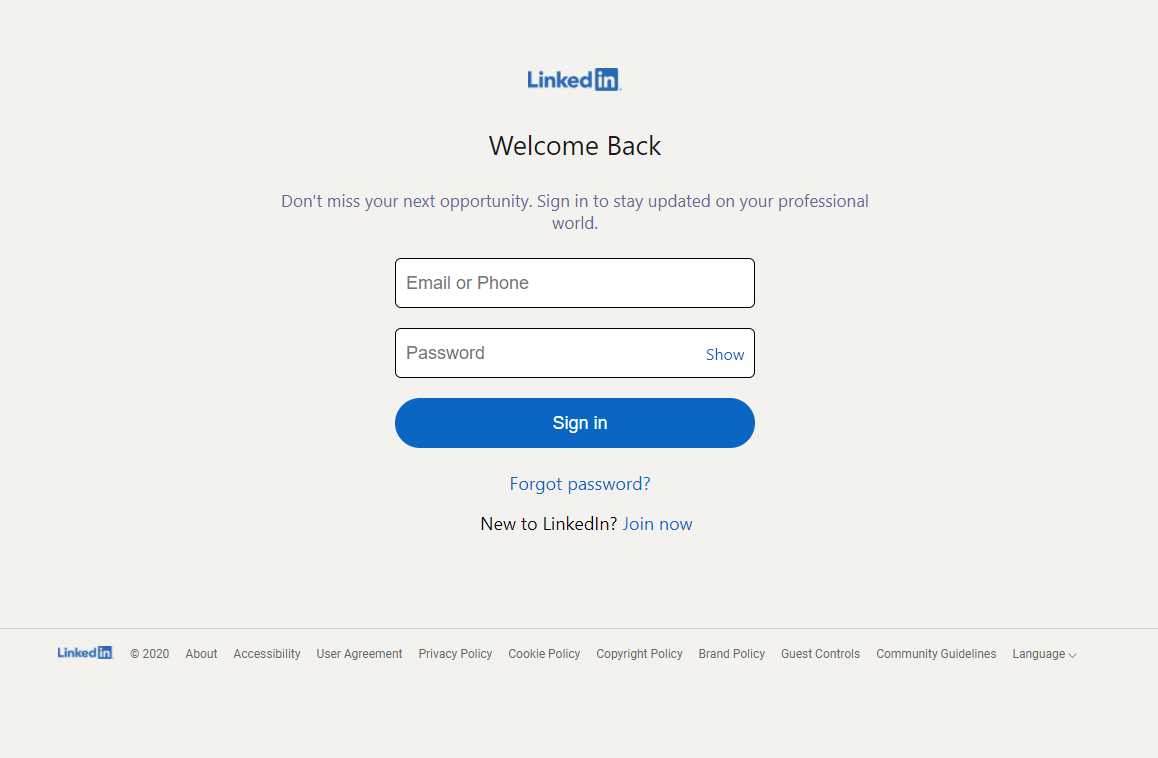 LinkedIn
Welcome Back
Don't miss your next opportunity. Sign in to stay updated on your professional
world.
Email or Phone
Password Show
Sign in
Forgot password?
New to LinkedIn? Join now
LinkedIn © 2020 About Accessibility User Agreement Privacy Policy Cookie Policy Copyright Policy Brand Policy Guest Controls Community Guidelines Language